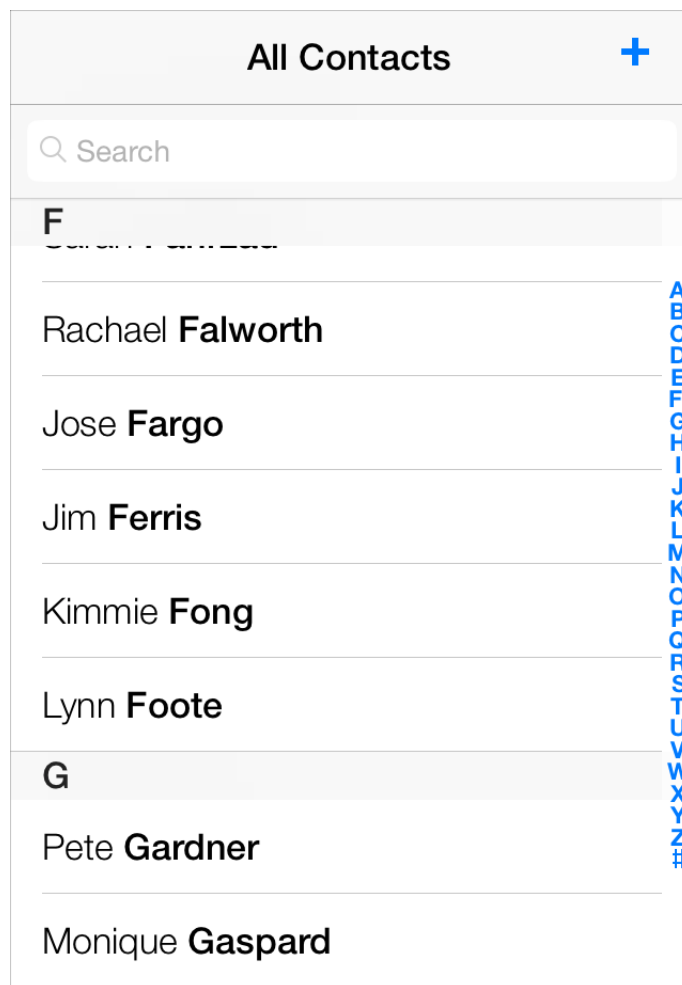 All Contacts
+
Search
F
Rachael Falworth
Jose Fargo
Jim Ferris
Kimmie Fong
Lynn Foote
G
Pete Gardner
Monique Gaspard
A
B
C
D
E
F
G
H
I
J
K
L
M
N
O
P
Q
R
S
T
U
V
W
X
Y
Z
#